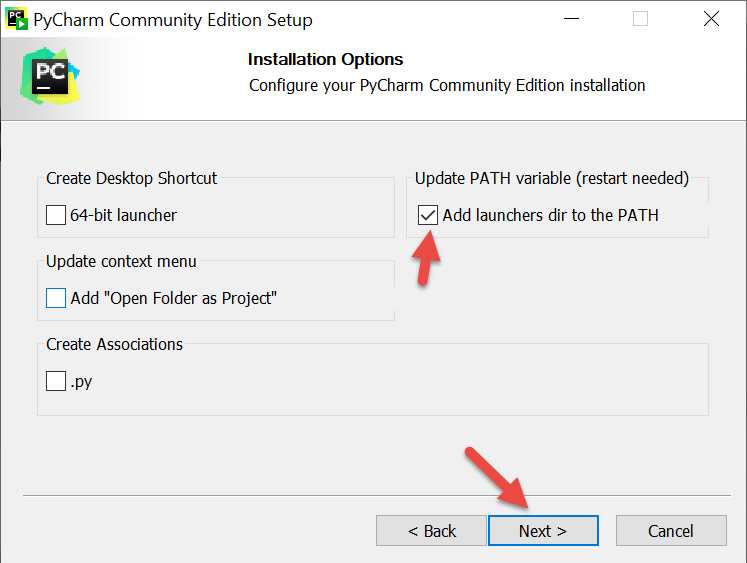 PyCharm Community Edition Setup
PC
Installation Options
Configure your PyCharm Community Edition installation
Create Desktop Shortcut
64-bit launcher
Update PATH variable (restart needed)
Add launchers dir to the PATH
Update context menu
Add "Open Folder as Project"
Create Associations
.py
< Back
Next >
Cancel